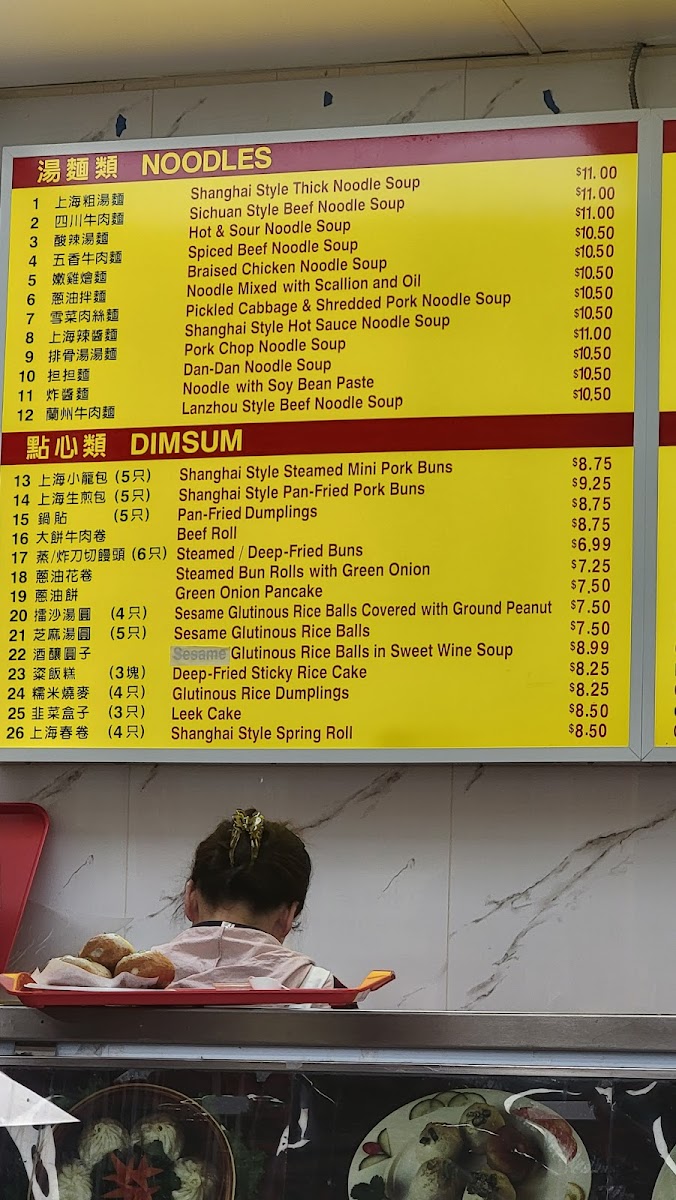 湯麵類 NOODLES
1 上海粗湯麵 Shanghai Style Thick Noodle Soup $11.00
2 四川牛肉麵 Sichuan Style Beef Noodle Soup $11.00
3 酸辣湯麵 Hot & Sour Noodle Soup $11.00
4 五香牛肉麵 Spiced Beef Noodle Soup $10.50
5 嫩雞燴麵 Braised Chicken Noodle Soup $10.50
6 蔥油拌麵 Noodle Mixed with Scallion and Oil $10.50
7 雪菜肉絲麵 Pickled Cabbage & Shredded Pork Noodle Soup $10.50
8 上海辣醬麵 Shanghai Style Hot Sauce Noodle Soup $10.50
9 排骨湯湯麵 Pork Chop Noodle Soup $11.00
10 担担麵 Dan-Dan Noodle Soup $10.50
11 炸醬麵 Noodle with Soy Bean Paste $10.50
12 蘭州牛肉麵 Lanzhou Style Beef Noodle Soup $10.50
點心類 DIMSUM
13 上海小籠包 (5只) Shanghai Style Steamed Mini Pork Buns $8.75
14 上海生煎包 (5只) Shanghai Style Pan-Fried Pork Buns $9.25
15 鍋貼 (5只) Pan-Fried Dumplings $8.75
16 大餅牛肉卷 Beef Roll $8.75
17 蒸/炸刀切饅頭 (6只) Steamed / Deep-Fried Buns $6.99
18 蔥油花卷 Steamed Bun Rolls with Green Onion $7.25
19 蔥油餅 Green Onion Pancake $7.50
20 擂沙湯圓 (4只) Sesame Glutinous Rice Balls Covered with Ground Peanut $7.50
21 芝麻湯圓 (5只) Sesame Glutinous Rice Balls $7.50
22 酒釀圓子 Sesame Glutinous Rice Balls in Sweet Wine Soup $8.99
23 粢飯糕 (3塊) Deep-Fried Sticky Rice Cake $8.25
24 糯米燒麥 (4只) Glutinous Rice Dumplings $8.25
25 韭菜盒子 (3只) Leek Cake $8.50
26 上海春卷 (4只) Shanghai Style Spring Roll $8.50